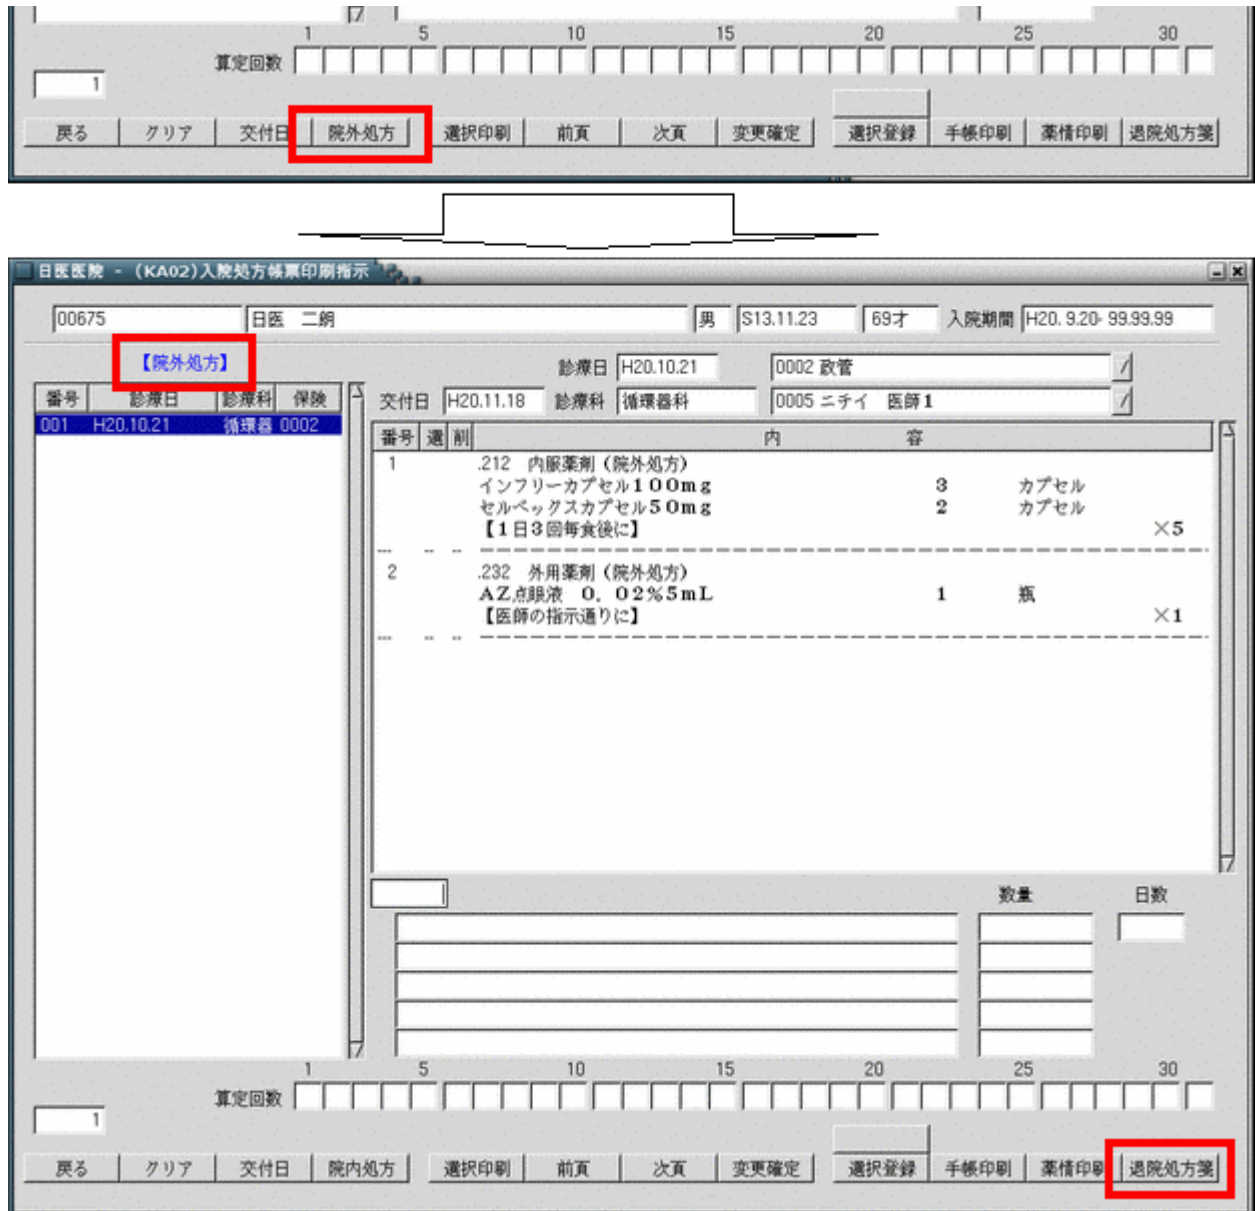 1 5 10 15 20 25 30
算定回数
1
戻る クリア 交付日 院外処方 選択印刷 前頁 次頁 変更確定 選択登録 手帳印刷 薬情印刷 退院処方箋
日医医院 - (KA02)入院処方帳票印刷指示
00675 日医 二朗 男 S13.11.23 69才 入院期間 H20. 9.20- 99.99.99
【院外処方】 診療日 H20.10.21 0002 政管
番号 診療日 診療科 保険 交付日 H20.11.18 診療科 循環器科 0005 ニチイ 医師1
001 H20.10.21 循環器 0002
番号 選 削 内 容
1 .212 内服薬剤(院外処方)
インフリーカプセル100mg 3 カプセル
セルベックスカプセル50mg 2 カプセル
【1日3回毎食後に】 ×5
2 .232 外用薬剤(院外処方)
AZ点眼液 0.02%5mL 1 瓶
【医師の指示通りに】 ×1
数量 日数
1 5 10 15 20 25 30
算定回数
1
戻る クリア 交付日 院内処方 選択印刷 前頁 次頁 変更確定 選択登録 手帳印刷 薬情印刷 退院処方箋